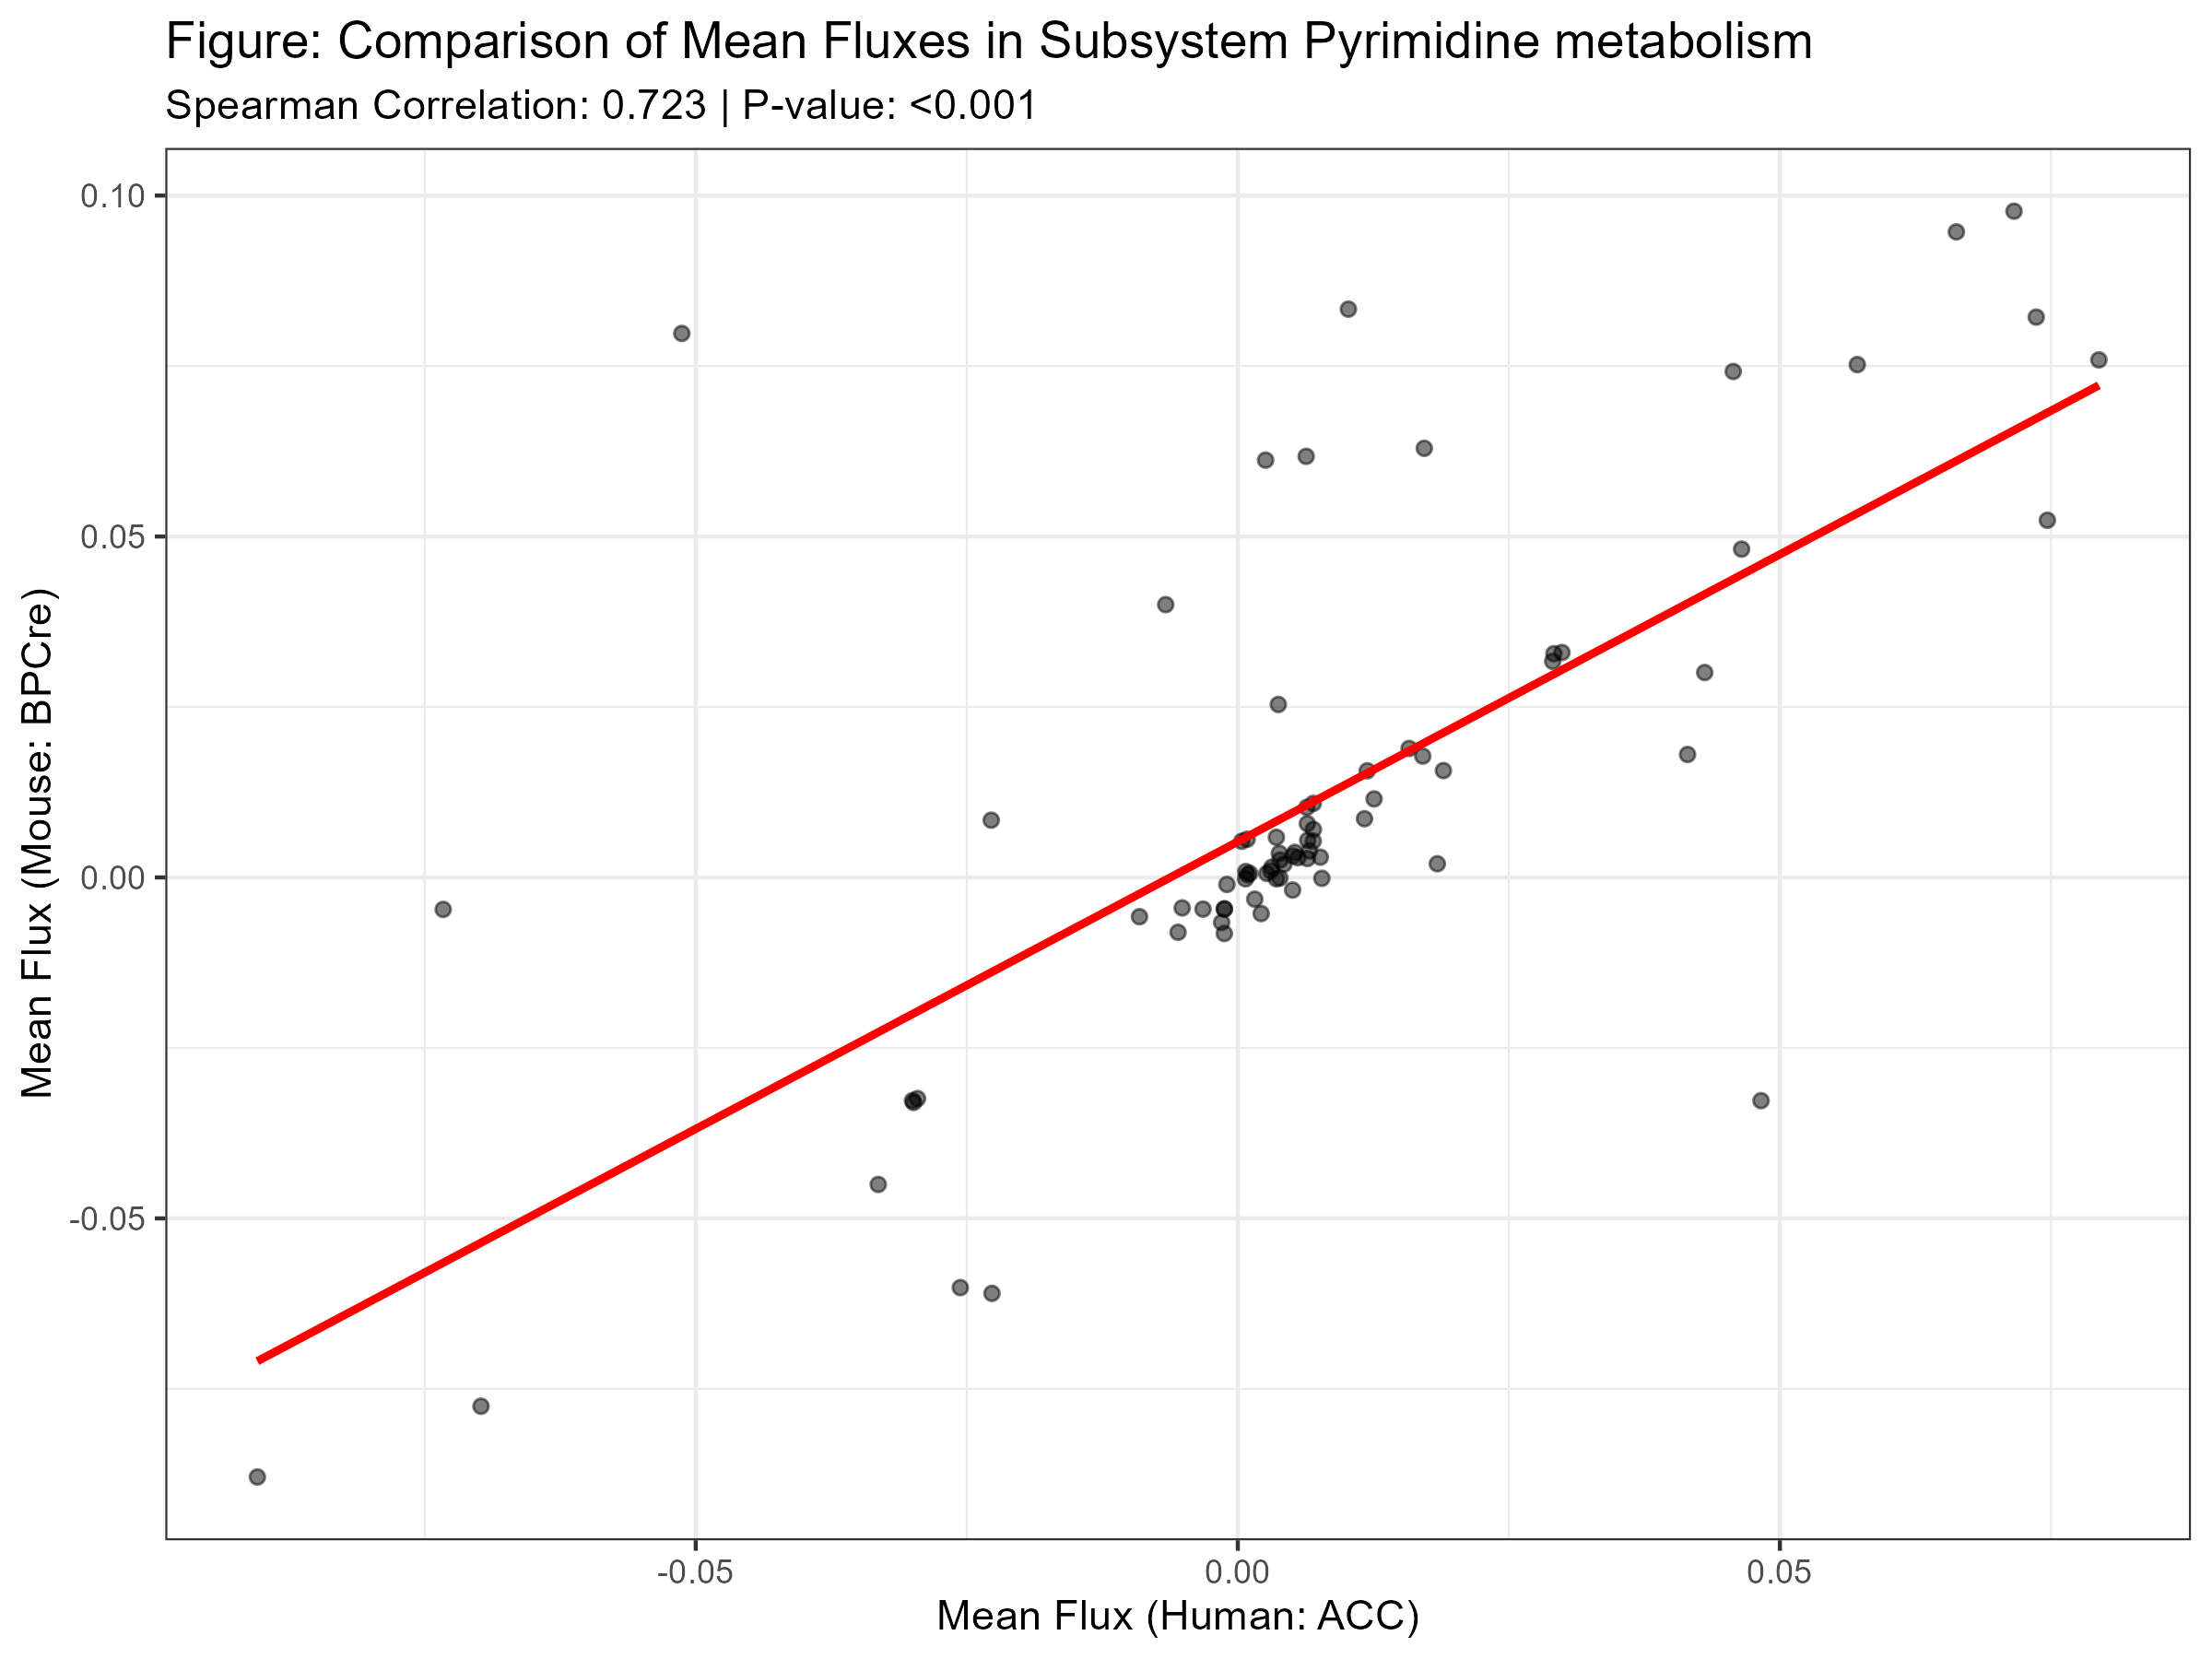 Figure: Comparison of Mean Fluxes in Subsystem Pyrimidine metabolism
Spearman Correlation: 0.723 | P-value: <0.001
Mean Flux (Mouse: BPCre)
0.10
0.05
0.00
-0.05
-0.05
0.00
0.05
Mean Flux (Human: ACC)